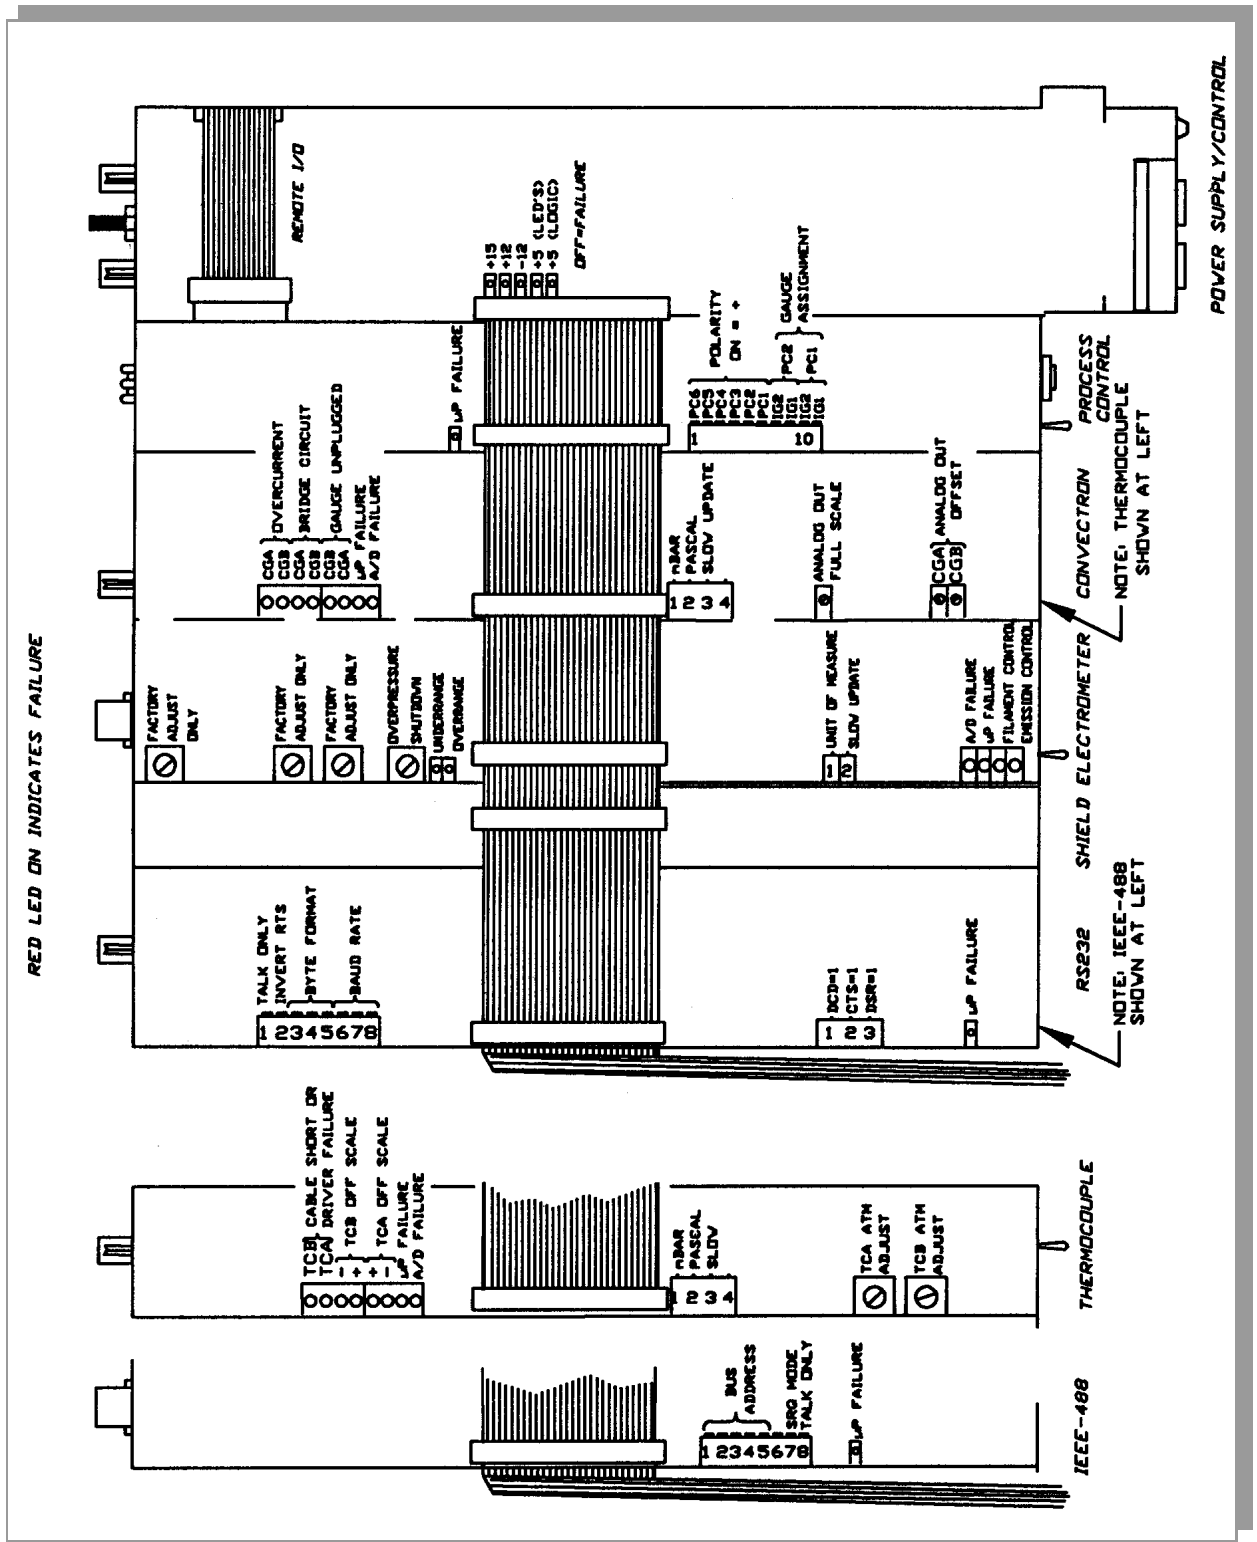 RED LED ON INDICATES FAILURE
POWER SUPPLY/CONTROL
REMOTE I/O
+15
+12
-12
+5 (LED'S)
+5 (LOGIC)
OFF=FAILURE
PROCESS
CONTROL
μP FAILURE
POLARITY
ON = +
GAUGE
ASSIGNMENT
PC2
PC1
PC6
PC5
PC4
PC3
PC2
PC1
IG2
IG1
IG2
IG1
1 10
NOTE: THERMOCOUPLE
SHOWN AT LEFT
CONVECTRON
CGA
CGB
OVERCURRENT
CGA
CGB
BRIDGE CIRCUIT
CGB
CGA
GAUGE UNPLUGGED
μP FAILURE
A/D FAILURE
mBAR
PASCAL
SLOW UPDATE
1 2 3 4
ANALOG OUT
FULL SCALE
CGA
CGB
ANALOG OUT
OFFSET
SHIELD ELECTROMETER
FACTORY
ADJUST
ONLY
FACTORY
ADJUST ONLY
FACTORY
ADJUST ONLY
OVERPRESSURE
SHUTDOWN
UNDERRANGE
OVERRANGE
UNIT OF MEASURE
SLOW UPDATE
1 2
A/D FAILURE
μP FAILURE
FILAMENT CONTROL
EMISSION CONTROL
RS232
TALK ONLY
INVERT RTS
BYTE FORMAT
BAUD RATE
1 2 3 4 5 6 7 8
DCD=1
CTS=1
DSR=1
1 2 3
μP FAILURE
NOTE: IEEE-488
SHOWN AT LEFT
THERMOCOUPLE
TCB
TCA
CABLE SHORT OR
DRIVER FAILURE
-
+
TCB OFF SCALE
+
-
TCA OFF SCALE
μP FAILURE
A/D FAILURE
mBAR
PASCAL
SLOW
1 2 3 4
TCA ATM
ADJUST
TCB ATM
ADJUST
IEEE-488
BUS
ADDRESS
SRQ MODE
TALK ONLY
1 2 3 4 5 6 7 8
μP FAILURE